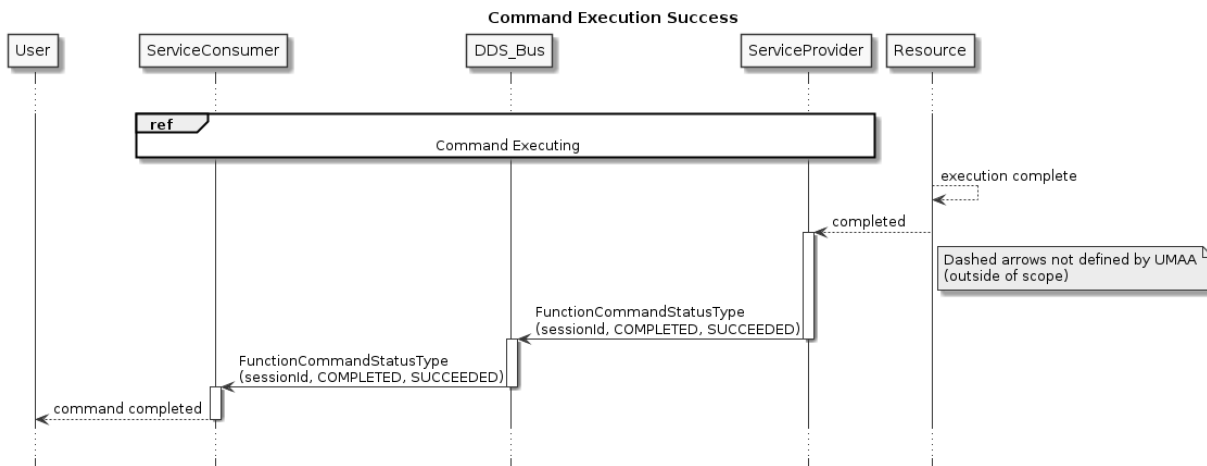 Command Execution Success
User
ServiceConsumer
DDS_Bus
ServiceProvider
Resource
ref
Command Executing
execution complete
completed
Dashed arrows not defined by UMAA
(outside of scope)
FunctionCommandStatusType
(sessionId, COMPLETED, SUCCEEDED)
FunctionCommandStatusType
(sessionId, COMPLETED, SUCCEEDED)
command completed